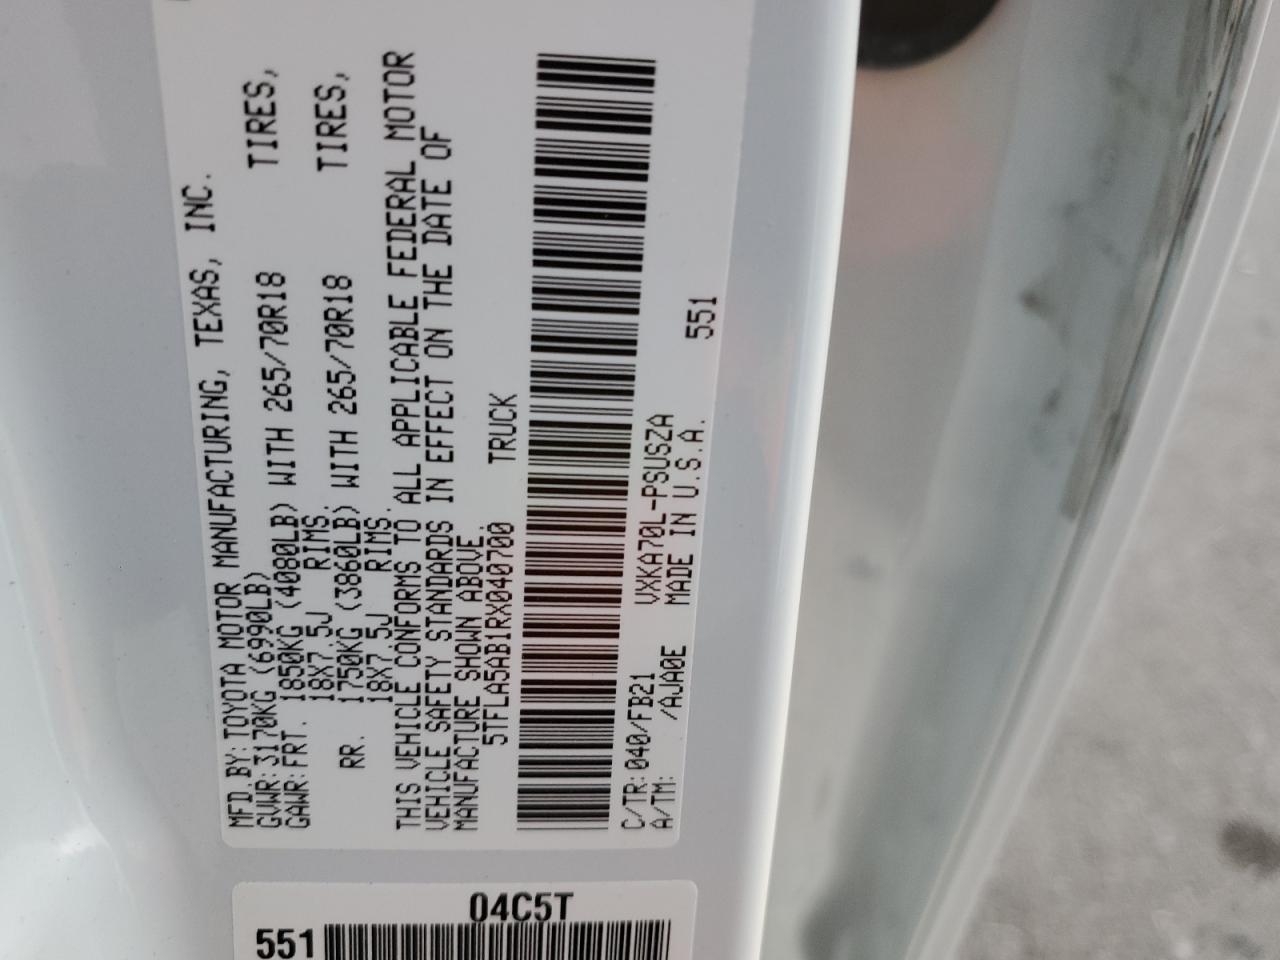 MFD.BY: TOYOTA MOTOR MANUFACTURING, TEXAS, INC.
GVWR: 3170KG (6990LB)
GAWR: FRT. 1850KG (4080LB) WITH 265/70R18 TIRES,
18X7.5J RIMS.
RR. 1750KG (3860LB) WITH 265/70R18 TIRES,
18X7.5J RIMS.
THIS VEHICLE CONFORMS TO ALL APPLICABLE FEDERAL MOTOR
VEHICLE SAFETY STANDARDS IN EFFECT ON THE DATE OF
MANUFACTURE SHOWN ABOVE.
5TFLA5AB1RX040700 TRUCK
C/TR: 040/FB21 VXKA70L-PSUSZA
A/TM: /AJA0E MADE IN U.S.A. 551
04C5T
551